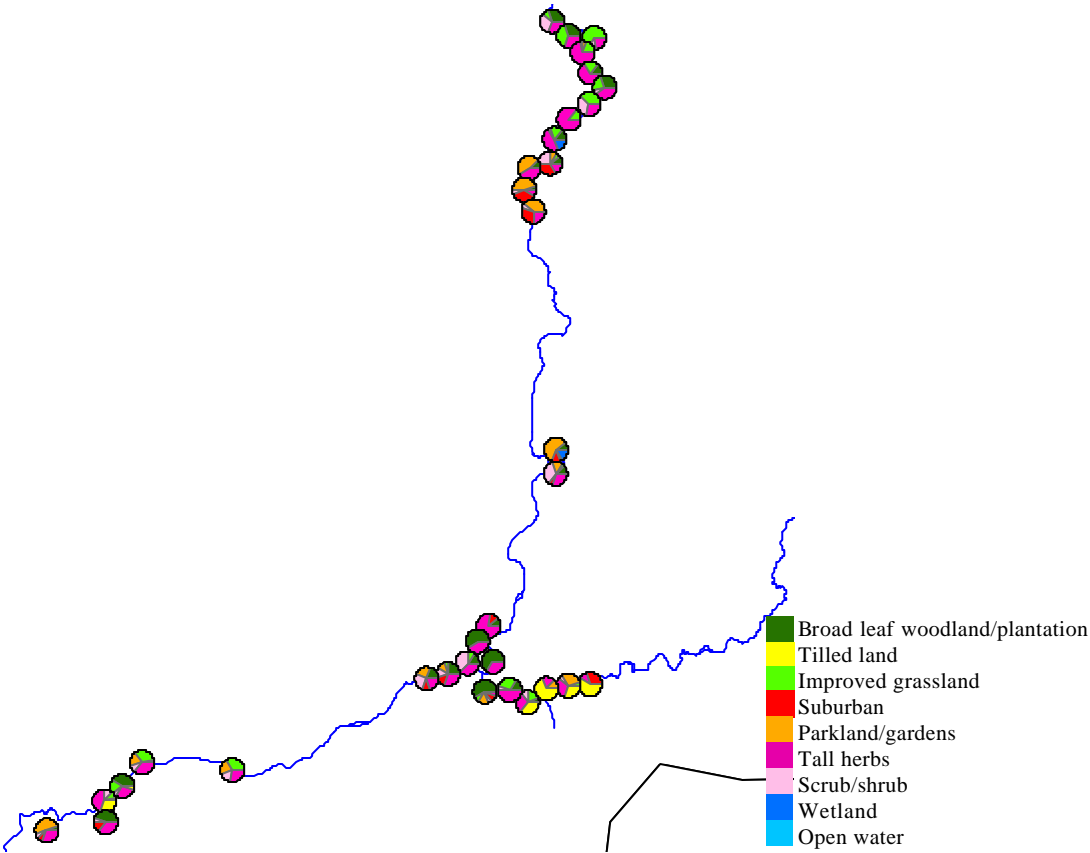 Broad leaf woodland/plantation
Tilled land
Improved grassland
Suburban
Parkland/gardens
Tall herbs
Scrub/shrub
Wetland
Open water